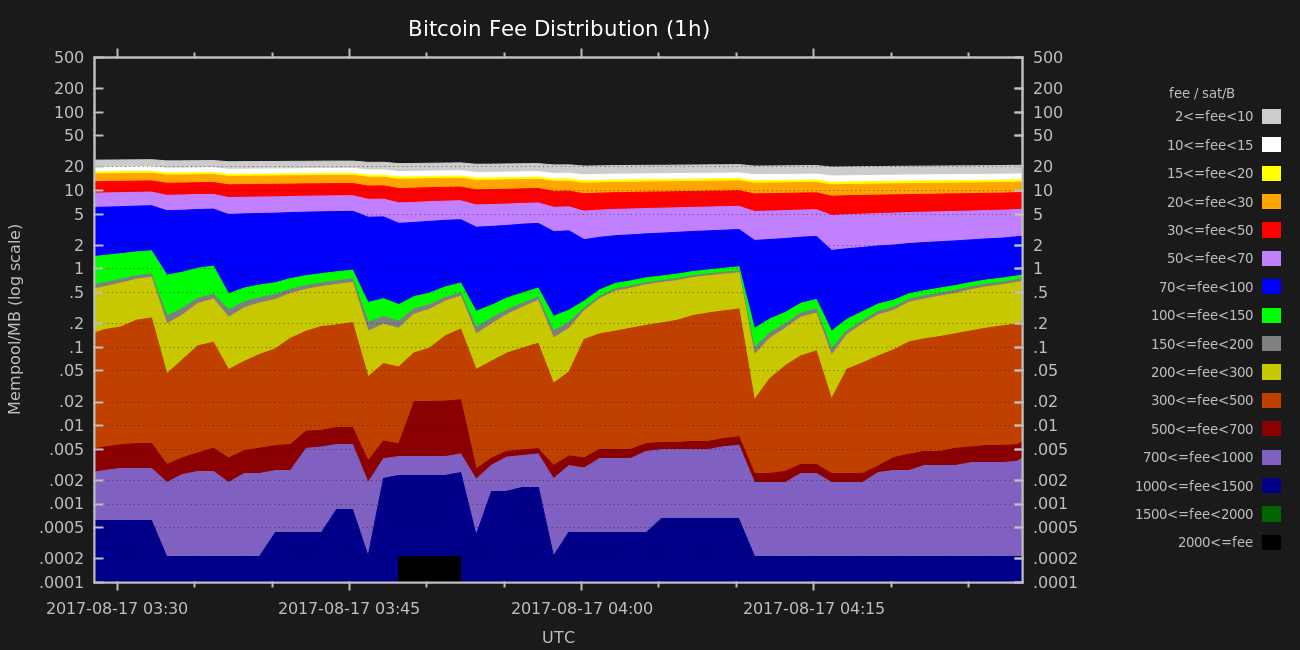 Bitcoin Fee Distribution (1h)
Mempool/MB (log scale)
500
200
100
50
20
10
5
2
1
.5
.2
.1
.05
.02
.01
.005
.002
.001
.0005
.0002
.0001
500
200
100
50
20
10
5
2
1
.5
.2
.1
.05
.02
.01
.005
.002
.001
.0005
.0002
.0001
2017-08-17 03:30
2017-08-17 03:45
2017-08-17 04:00
2017-08-17 04:15
UTC
fee / sat/B
2<=fee<10
10<=fee<15
15<=fee<20
20<=fee<30
30<=fee<50
50<=fee<70
70<=fee<100
100<=fee<150
150<=fee<200
200<=fee<300
300<=fee<500
500<=fee<700
700<=fee<1000
1000<=fee<1500
1500<=fee<2000
2000<=fee